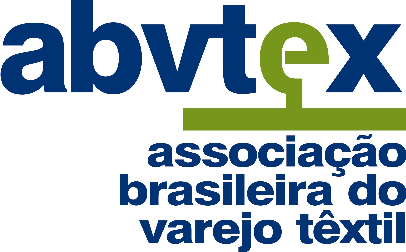 abvtex
associação
brasileira do
varejo têxtil